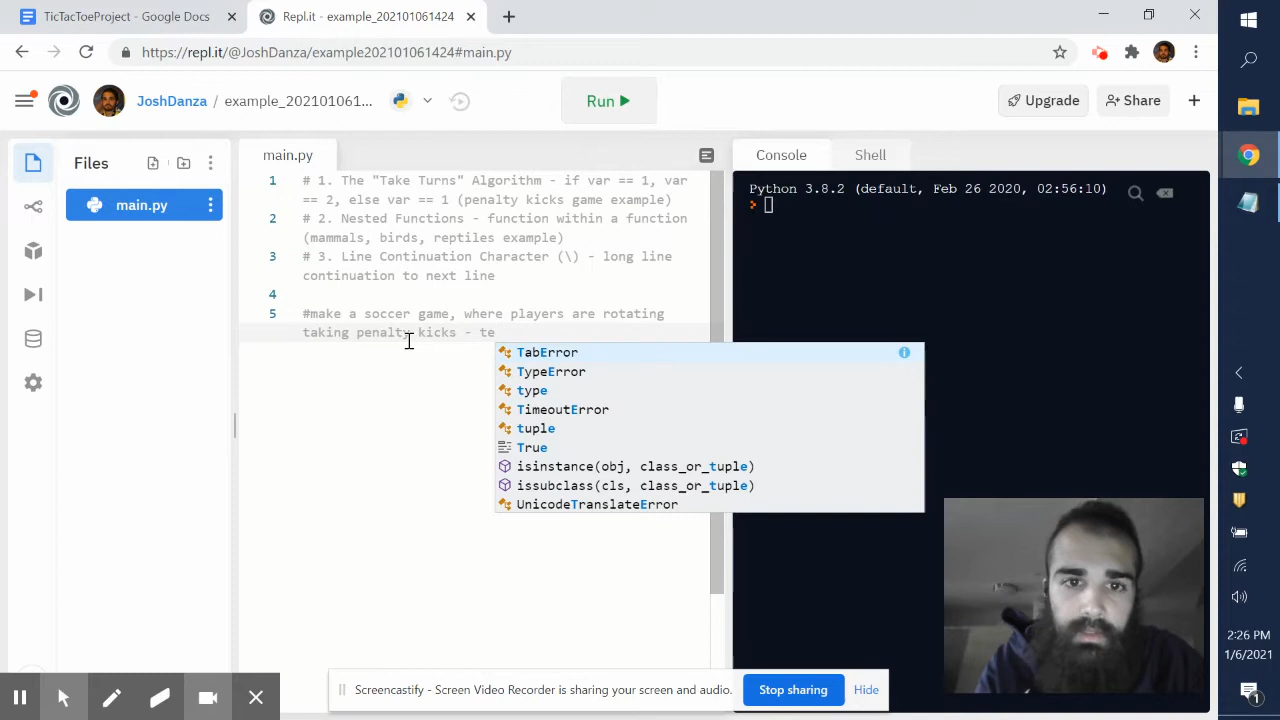 TicTacToeProject - Google Docs
Repl.it - example_202101061424
https://repl.it/@JoshDanza/example202101061424#main.py
JoshDanza / example_202101061...
Run
Upgrade
Share
Files
main.py
main.py
1 # 1. The "Take Turns" Algorithm - if var == 1, var
== 2, else var == 1 (penalty kicks game example)
2 # 2. Nested Functions - function within a function
(mammals, birds, reptiles example)
3 # 3. Line Continuation Character (\) - long line
continuation to next line
4
5 #make a soccer game, where players are rotating
taking penalty kicks - te
TabError
TypeError
type
TimeoutError
tuple
True
isinstance(obj, class_or_tuple)
issubclass(cls, class_or_tuple)
UnicodeTranslateError
Console
Shell
Python 3.8.2 (default, Feb 26 2020, 02:56:10)
Screencastify - Screen Video Recorder is sharing your screen and audio.
Stop sharing
Hide
2:26 PM
1/6/2021
1